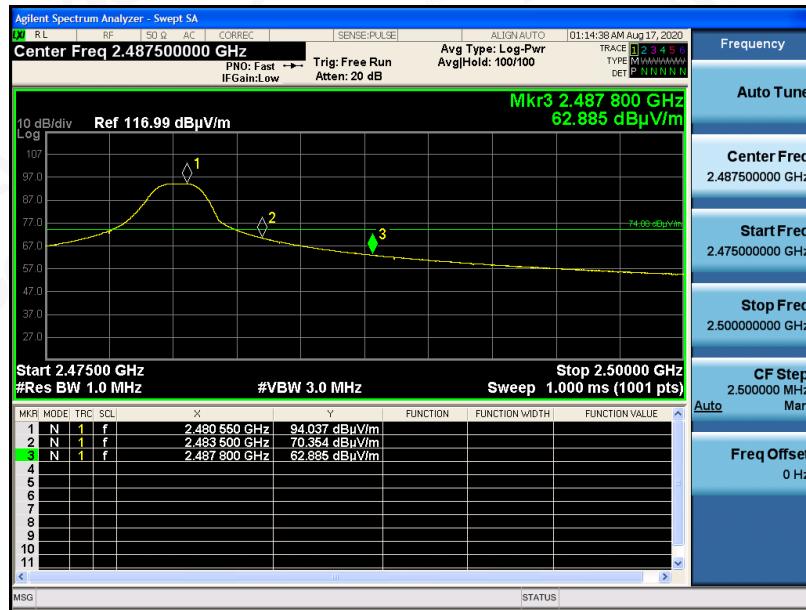 Agilent Spectrum Analyzer - Swept SA
LXI RL RF 50 Ω AC CORREC SENSE:PULSE ALIGN AUTO 01:14:38 AM Aug 17, 2020
Center Freq 2.487500000 GHz
PNO: Fast
IFGain:Low
Trig: Free Run
Atten: 20 dB
Avg Type: Log-Pwr
Avg|Hold: 100/100
TRACE 1 2 3 4 5 6
TYPE M W W W W W
DET P N N N N N
Mkr3 2.487 800 GHz
62.885 dBµV/m
10 dB/div Ref 116.99 dBµV/m
Log
107
97.0
87.0
77.0
67.0
57.0
47.0
37.0
27.0
1
2
3
74.00 dBµV/m
Start 2.47500 GHz Stop 2.50000 GHz
#Res BW 1.0 MHz #VBW 3.0 MHz Sweep 1.000 ms (1001 pts)
MKR MODE TRC SCL X Y FUNCTION FUNCTION WIDTH FUNCTION VALUE
1 N 1 f 2.480 550 GHz 94.037 dBµV/m
2 N 1 f 2.483 500 GHz 70.354 dBµV/m
3 N 1 f 2.487 800 GHz 62.885 dBµV/m
4
5
6
7
8
9
10
11
MSG STATUS
Frequency
Auto Tune
Center Freq
2.487500000 GHz
Start Freq
2.475000000 GHz
Stop Freq
2.500000000 GHz
CF Step
2.500000 MHz
Auto Man
Freq Offset
0 Hz